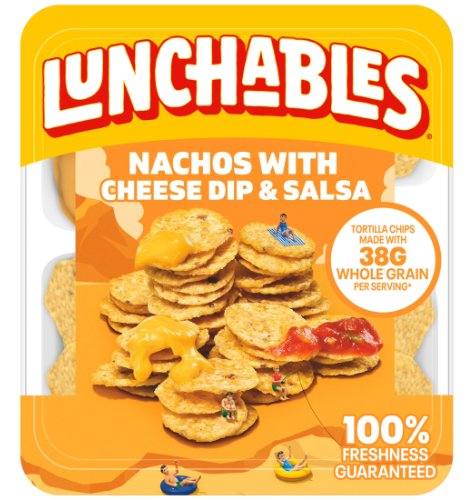 LUNCHABLES
®
NACHOS WITH
CHEESE DIP & SALSA
TORTILLA CHIPS
MADE WITH
38G
WHOLE GRAIN
PER SERVING*
100%
FRESHNESS
GUARANTEED